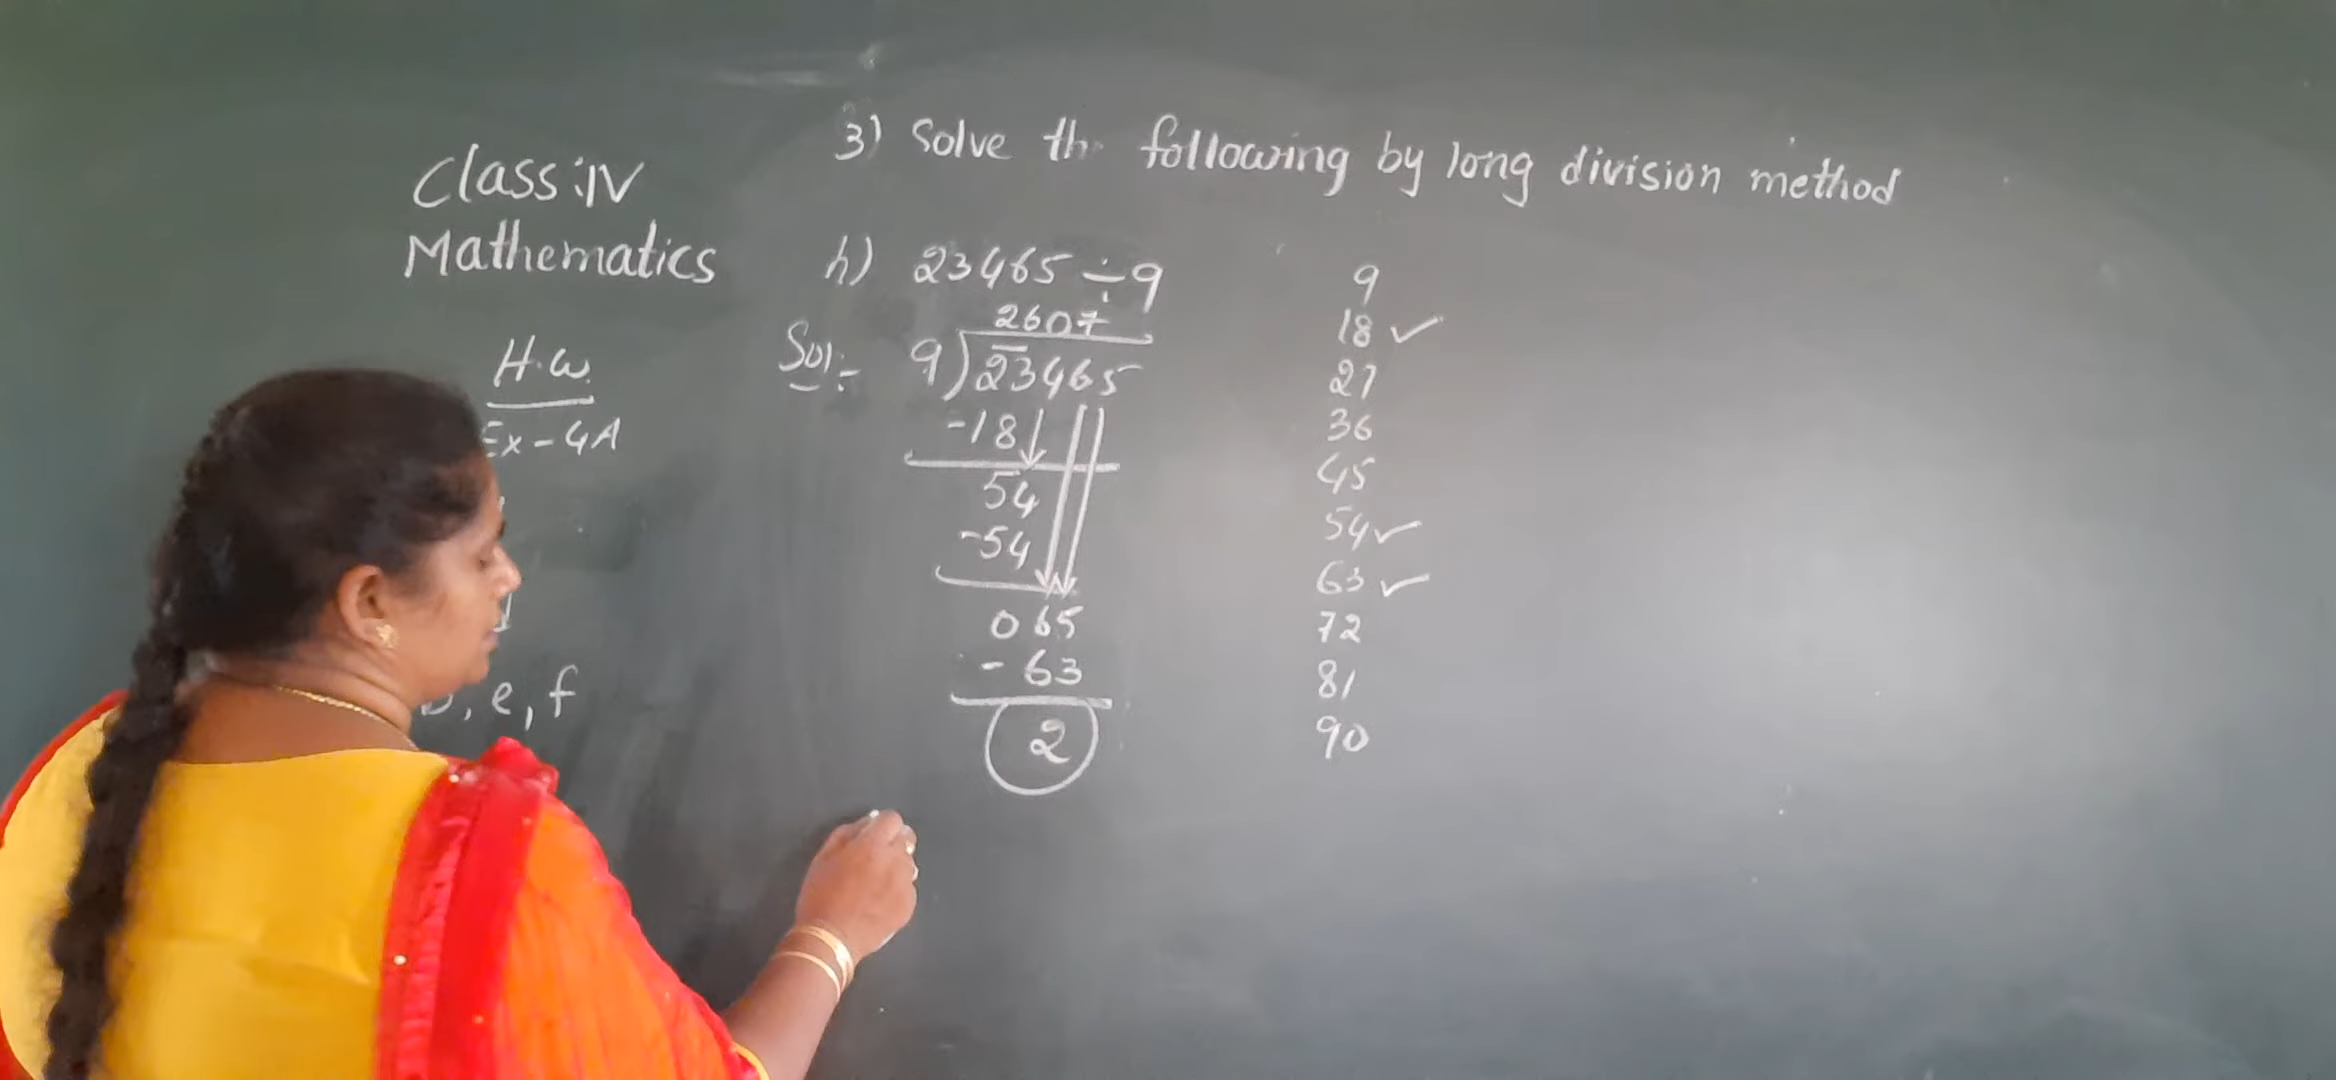 Class: IV
Mathematics
H.W.
Ex-4A
e, f
3) Solve the following by long division method
h) 23465 ÷ 9
Sol:-
2607
9) 23465
-18
54
-54
065
- 63
2
9
18 ✓
27
36
45
54 ✓
63 ✓
72
81
90